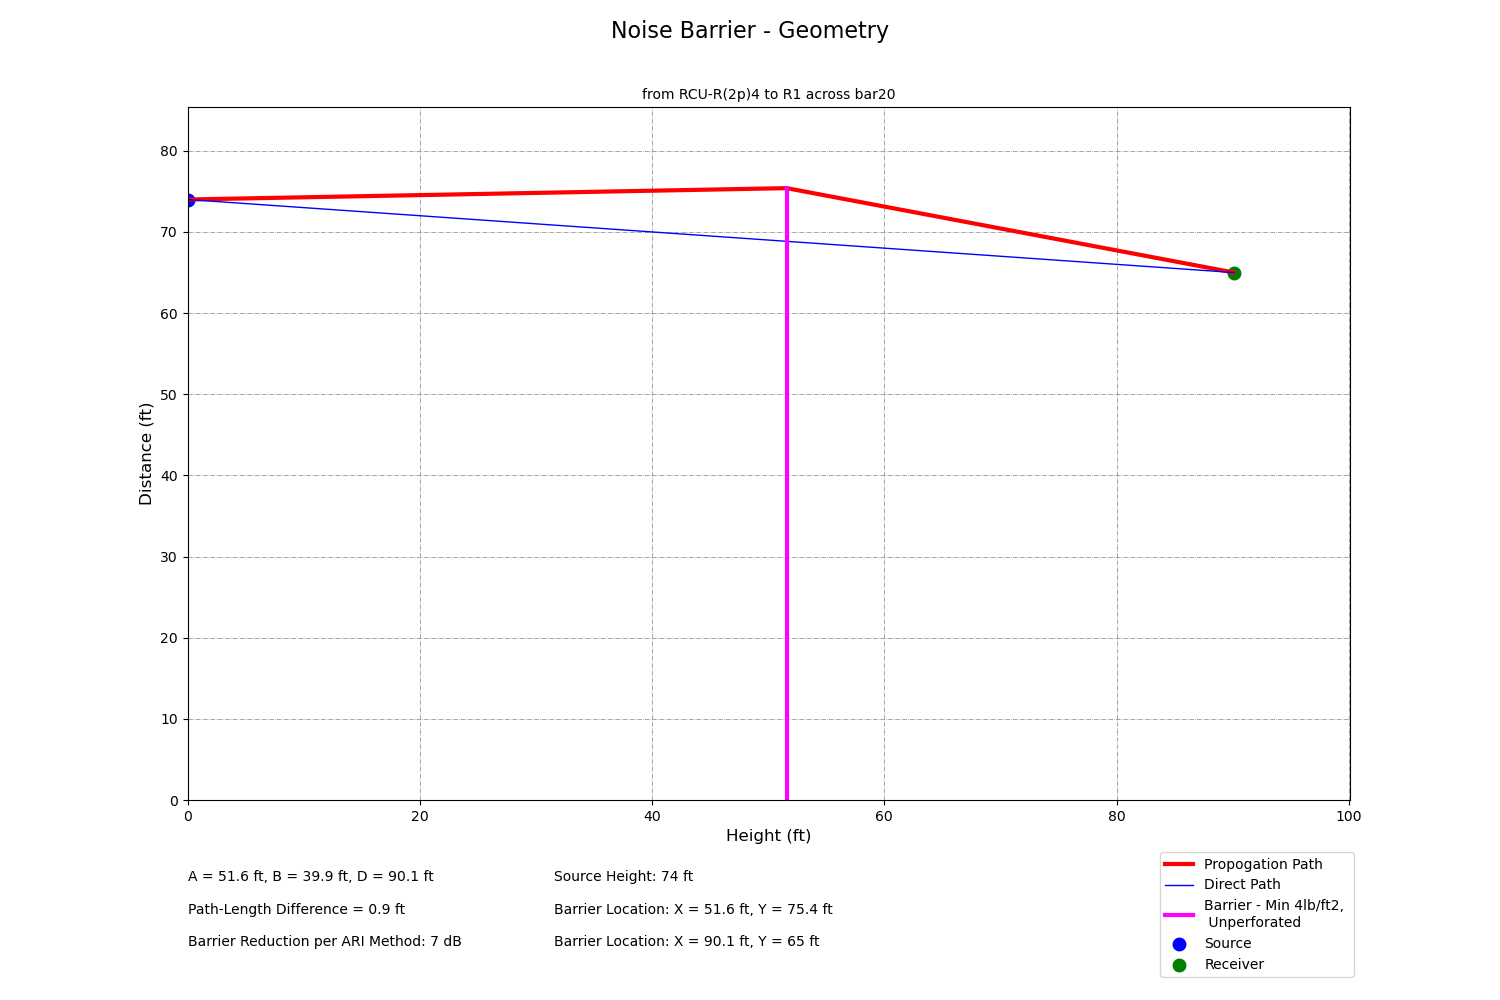 Noise Barrier - Geometry
from RCU-R(2p)4 to R1 across bar20
80
70
60
50
40
30
20
10
0
Distance (ft)
0 20 40 60 80 100
Height (ft)
A = 51.6 ft, B = 39.9 ft, D = 90.1 ft
Path-Length Difference = 0.9 ft
Barrier Reduction per ARI Method: 7 dB
Source Height: 74 ft
Barrier Location: X = 51.6 ft, Y = 75.4 ft
Barrier Location: X = 90.1 ft, Y = 65 ft
Propogation Path
Direct Path
Barrier - Min 4lb/ft2,
Unperforated
Source
Receiver